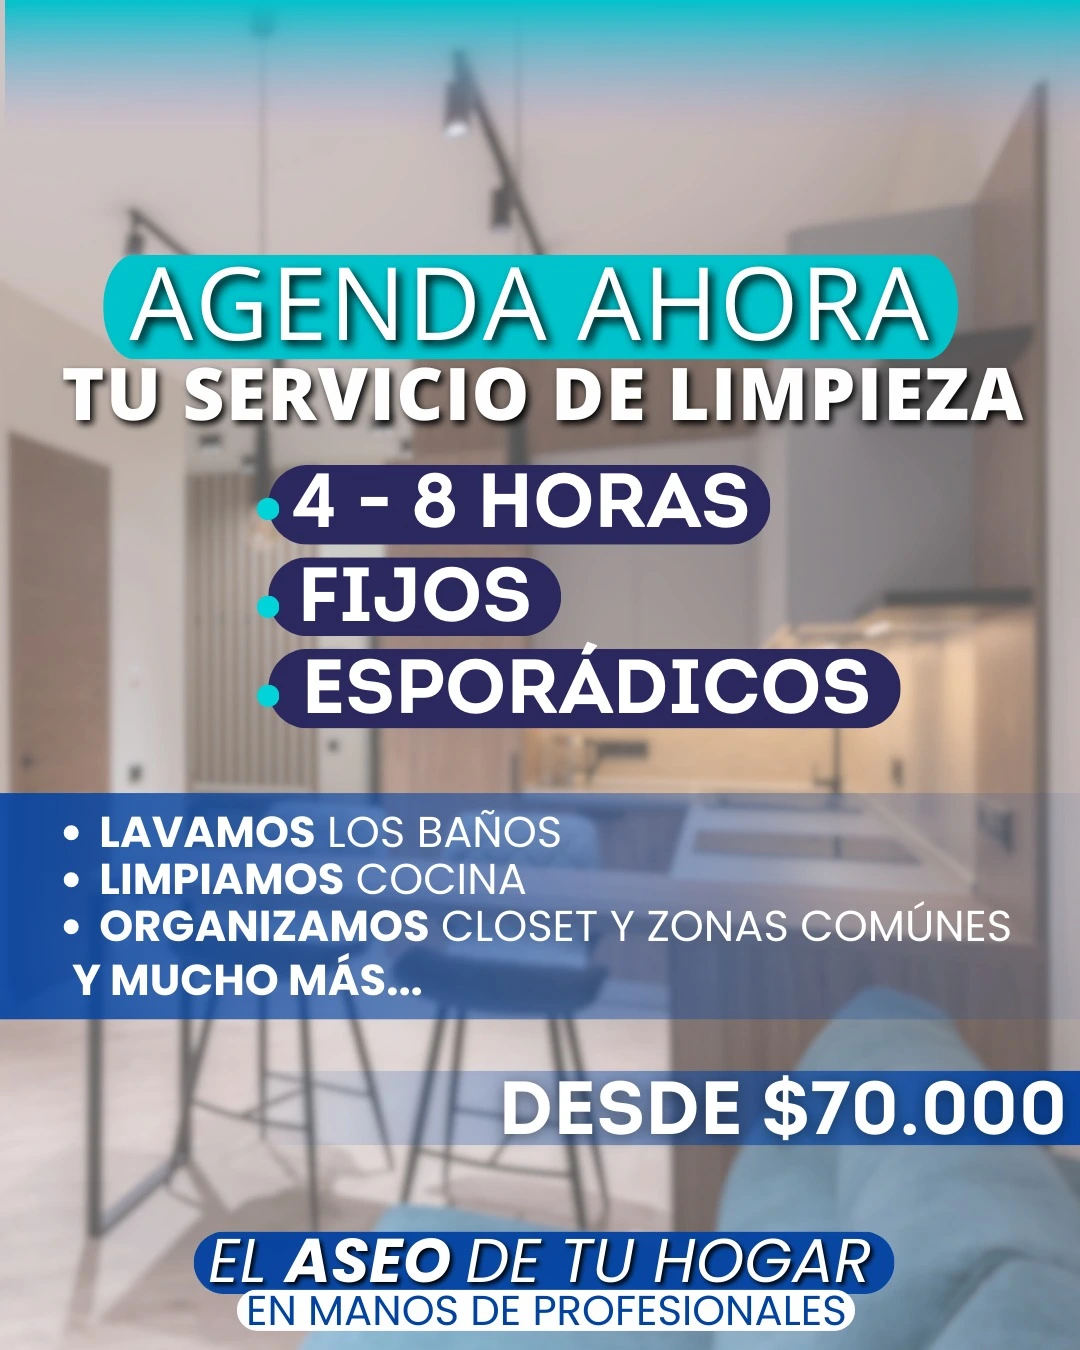 AGENDA AHORA
TU SERVICIO DE LIMPIEZA
4 - 8 HORAS
FIJOS
ESPORÁDICOS
• LAVAMOS LOS BAÑOS
• LIMPIAMOS COCINA
• ORGANIZAMOS CLOSET Y ZONAS COMÚNES
Y MUCHO MÁS...
DESDE $70.000
EL ASEO DE TU HOGAR
EN MANOS DE PROFESIONALES